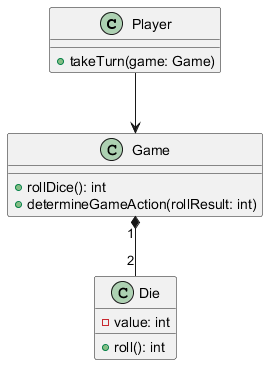 C Player
takeTurn(game: Game)
C Game
rollDice(): int
determineGameAction(rollResult: int)
1
2
C Die
value: int
roll(): int